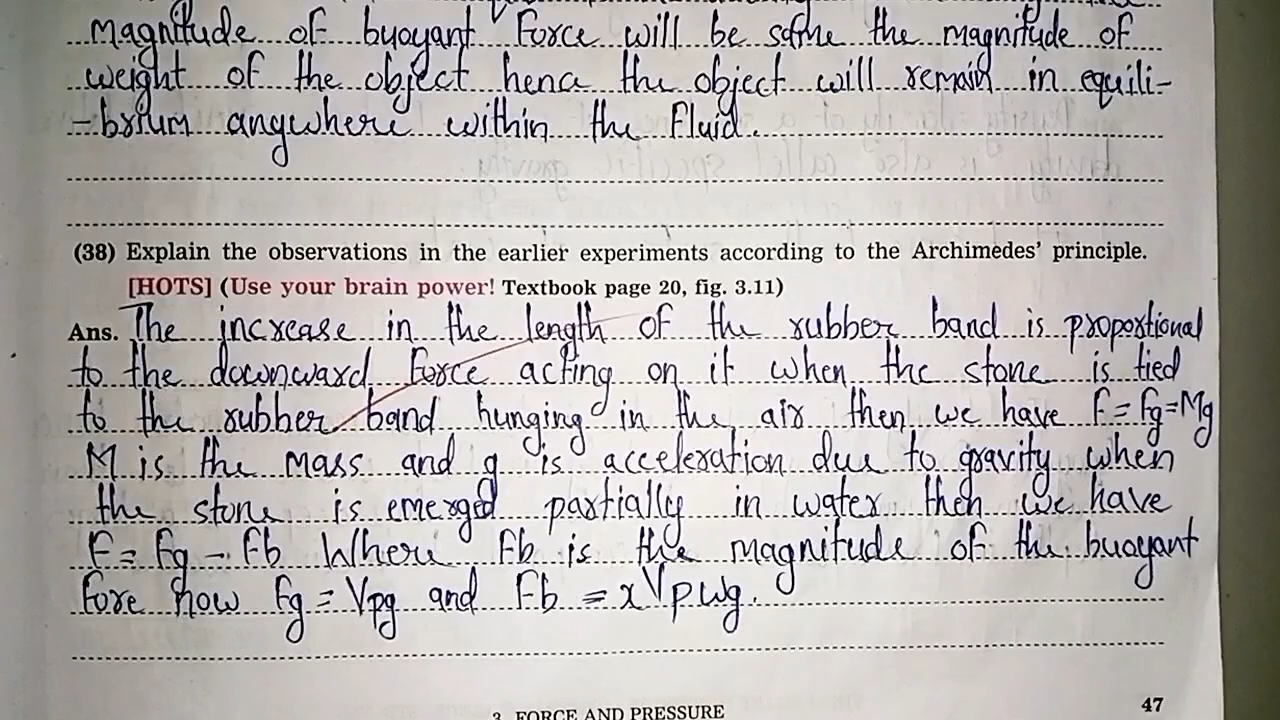 magnitude of buoyant Force will be same the magnitude of
weight of the object henc the object will remain in equili-
-brium angwhere within the fluid.
(38) Explain the observations in the earlier experiments according to the Archimedes' principle.
[HOTS] (Use your brain power! Textbook page 20, fig. 3.11)
Ans. The increase in the length of the rubber band is proportional
to the downward Force acting on it when the stone is tied
to the rubber band hunging in the air then we have F = Fg = Mg
M is the mass and g is acceleration due to gravity when
the stone is emerged partially in water then we have
F = Fg - Fb Where Fb is the magnitude of the buoyant
Fore now Fg = Vpg and Fb = xVpwg.
3. FORCE AND PRESSURE
47